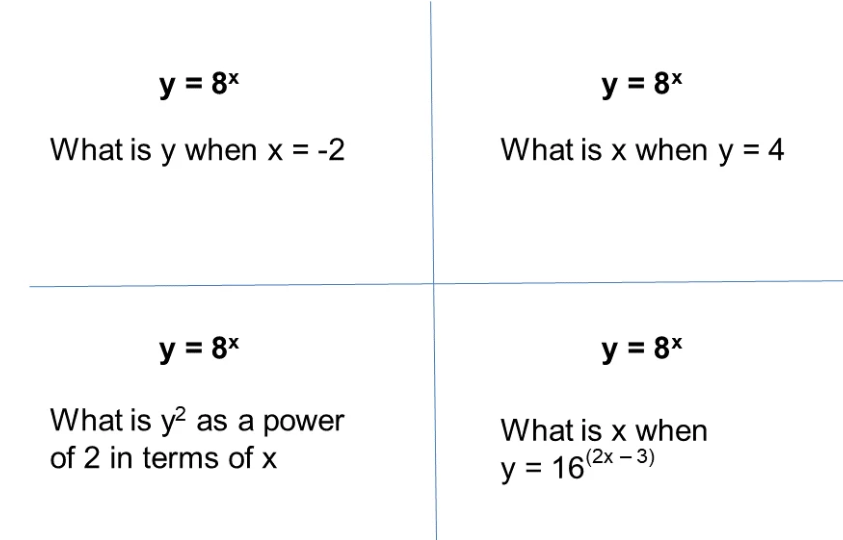 y = 8ˣ
What is y when x = -2
y = 8ˣ
What is x when y = 4
y = 8ˣ
What is y² as a power
of 2 in terms of x
y = 8ˣ
What is x when
y = 16⁽²ˣ ⁻ ³⁾